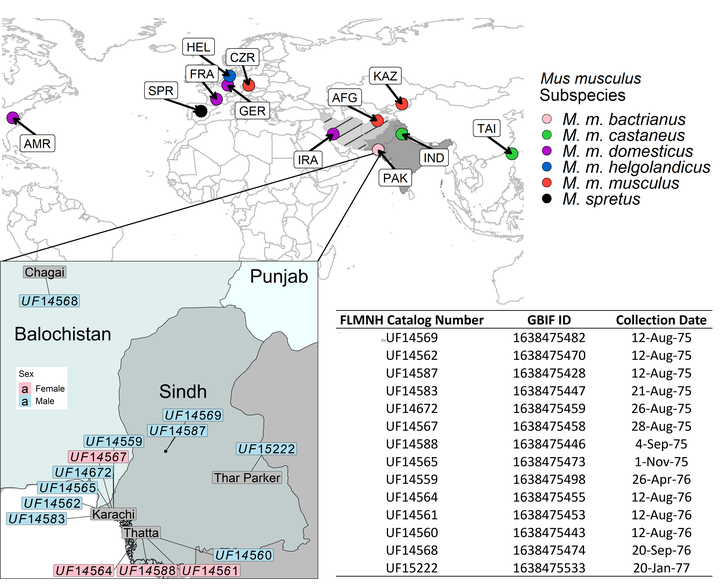 HEL
CZR
FRA
KAZ
SPR
AFG
GER
TAI
AMR
IRA
IND
PAK
Mus musculus
Subspecies
M. m. bactrianus
M. m. castaneus
M. m. domesticus
M. m. helgolandicus
M. m. musculus
M. spretus
Chagai
UF14568
Punjab
Balochistan
Sex
a Female
a Male
Sindh
UF14569
UF14587
UF14559
UF15222
UF14567
UF14672
Thar Parker
UF14565
UF14562
Karachi
UF14583
Thatta
UF14560
UF14564
UF14588
UF14561
FLMNH Catalog Number GBIF ID Collection Date
UF14569 1638475482 12-Aug-75
UF14562 1638475470 12-Aug-75
UF14587 1638475428 12-Aug-75
UF14583 1638475447 21-Aug-75
UF14672 1638475459 26-Aug-75
UF14567 1638475458 28-Aug-75
UF14588 1638475446 4-Sep-75
UF14565 1638475473 1-Nov-75
UF14559 1638475498 26-Apr-76
UF14564 1638475455 12-Aug-76
UF14561 1638475453 12-Aug-76
UF14560 1638475443 12-Aug-76
UF14568 1638475474 20-Sep-76
UF15222 1638475533 20-Jan-77